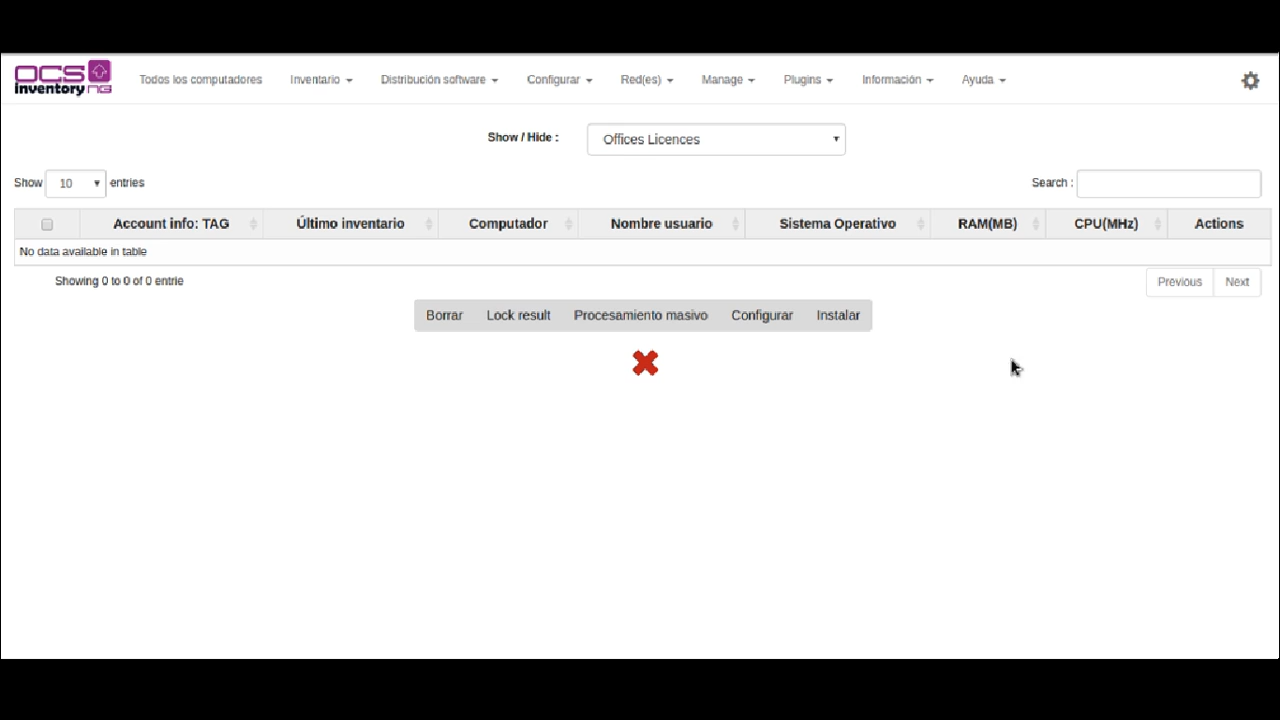 OCS inventory NG
Todos los computadores Inventario Distribución software Configurar Red(es) Manage Plugins Información Ayuda
Show / Hide : Offices Licences
Show 10 entries Search :
Account info: TAG Último inventario Computador Nombre usuario Sistema Operativo RAM(MB) CPU(MHz) Actions
No data available in table
Showing 0 to 0 of 0 entrie Previous Next
Borrar Lock result Procesamiento masivo Configurar Instalar